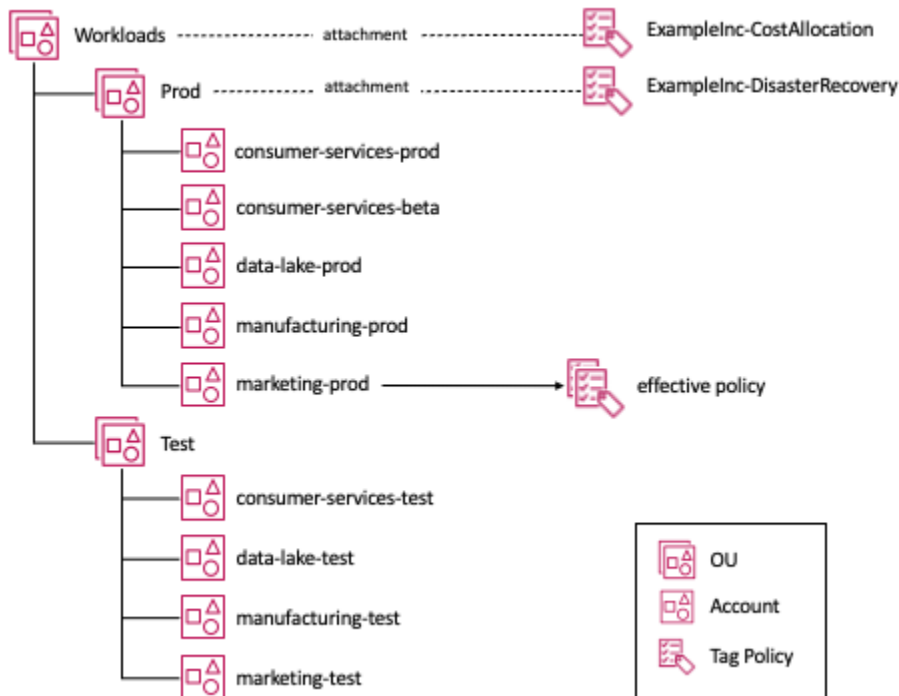 Workloads attachment ExampleInc-CostAllocation
Prod attachment ExampleInc-DisasterRecovery
consumer-services-prod
consumer-services-beta
data-lake-prod
manufacturing-prod
marketing-prod effective policy
Test
consumer-services-test
data-lake-test
manufacturing-test
marketing-test
OU
Account
Tag Policy